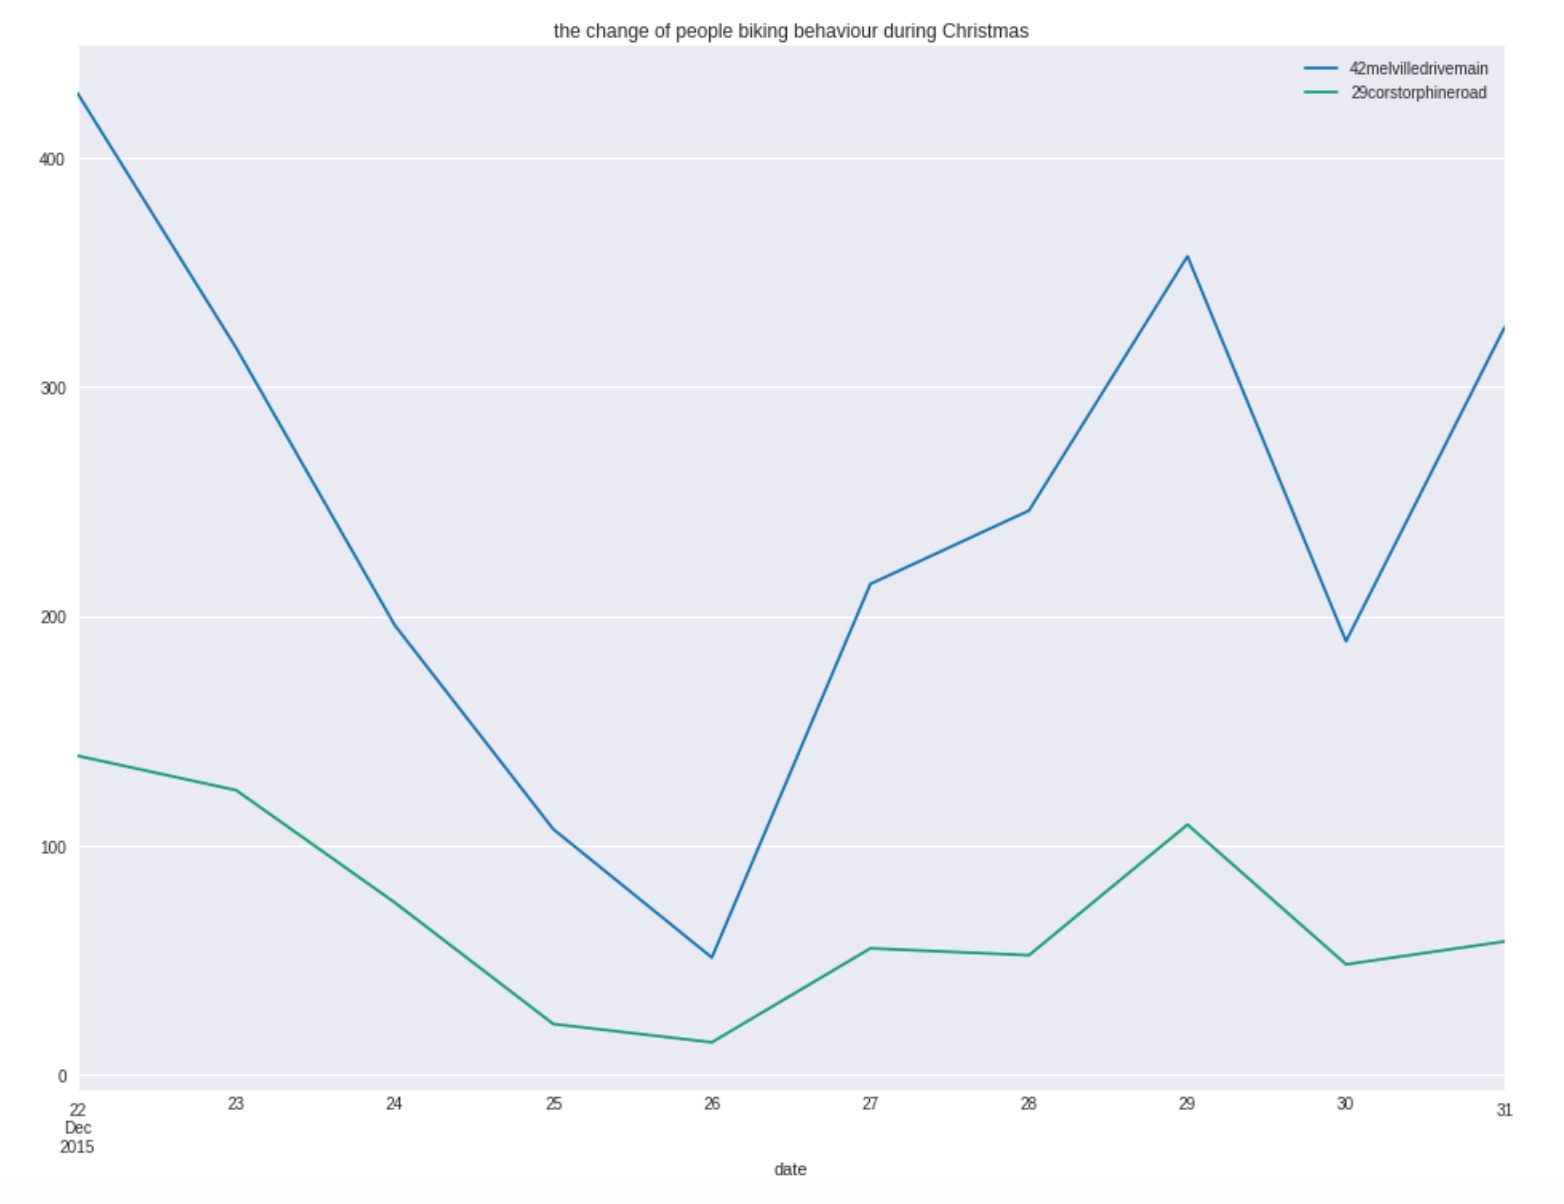 the change of people biking behaviour during Christmas
42melvilledrivemain
29corstorphineroad
400
300
200
100
0
22 23 24 25 26 27 28 29 30 31
Dec
2015
date